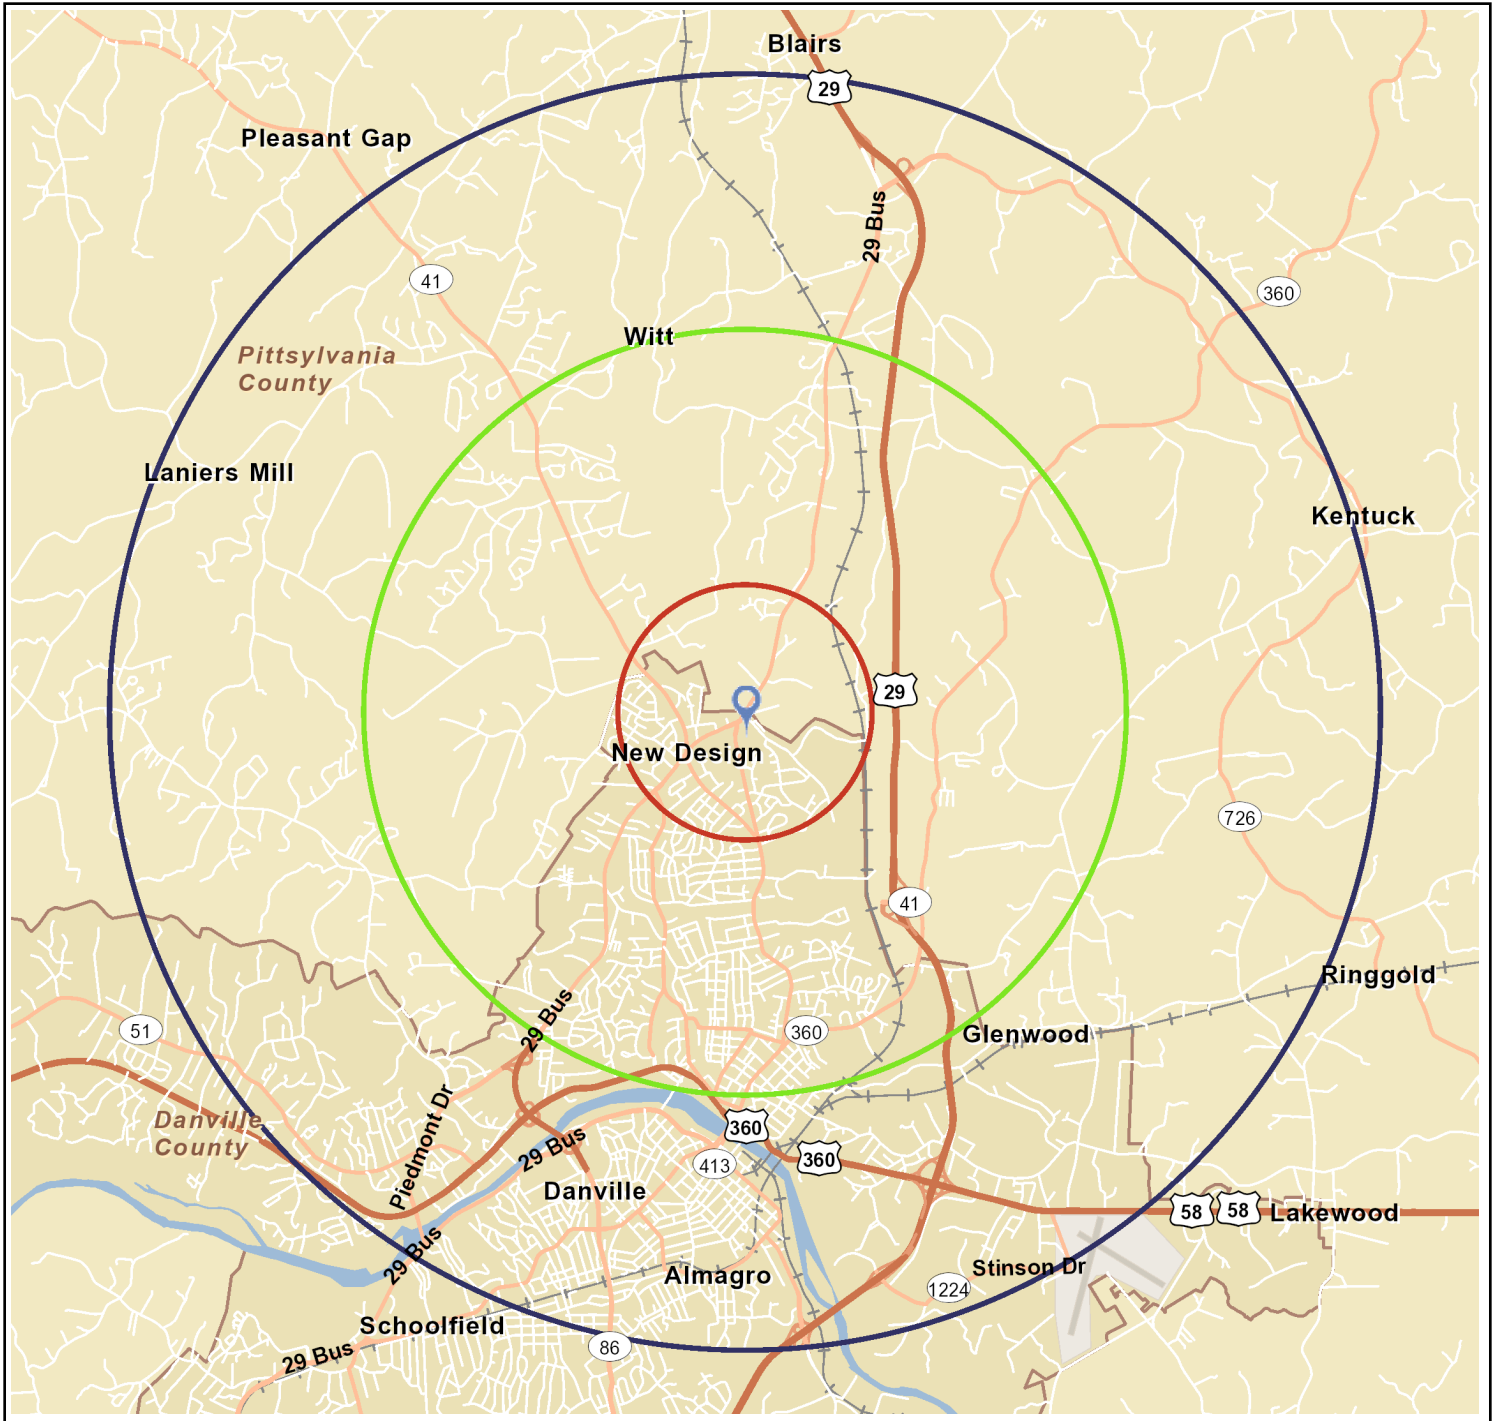 Blairs
29
Pleasant Gap
29 Bus
41
360
Witt
Pittsylvania
County
Laniers Mill
Kentuck
29
New Design
726
41
Ringgold
29 Bus
51
360
Glenwood
Piedmont Dr
Danville
County
360
29 Bus
413
360
Danville
58
58
Lakewood
29 Bus
Almagro
Stinson Dr
1224
Schoolfield
86
29 Bus